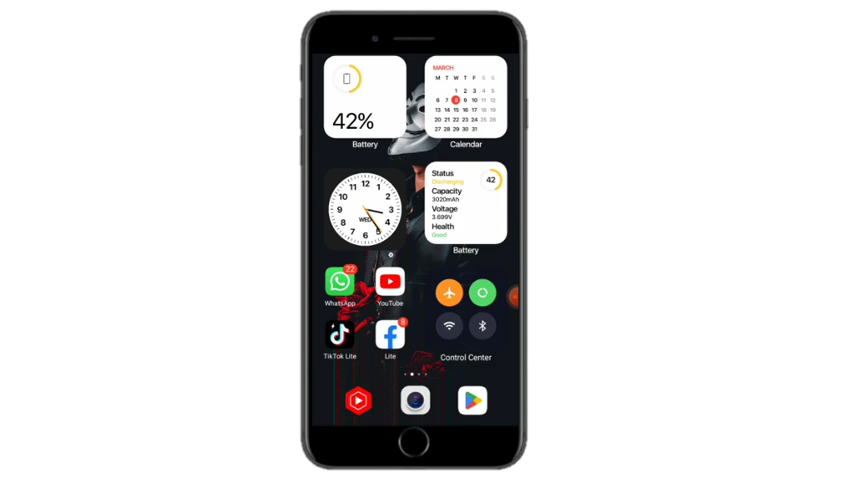 42%
Battery
MARCH
M T W T F S S
1 2 3 4 5
6 7 8 9 10 11 12
13 14 15 16 17 18 19
20 21 22 23 24 25 26
27 28 29 30 31
Calendar
12
11 1
10 2
9 3
WED
8 4
7 5
6
Status
Discharging
42
Capacity
3020mAh
Voltage
3.699V
Health
Good
Battery
22
WhatsApp
YouTube
8
TikTok Lite
Lite
Control Center